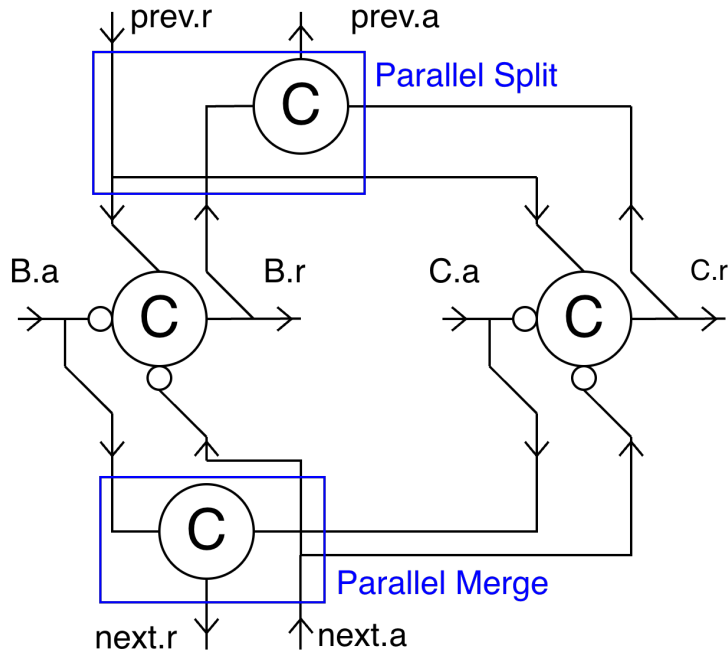 prev.r
prev.a
Parallel Split
C
B.a
B.r
C.a
C.r
C
C
C
Parallel Merge
next.r
next.a